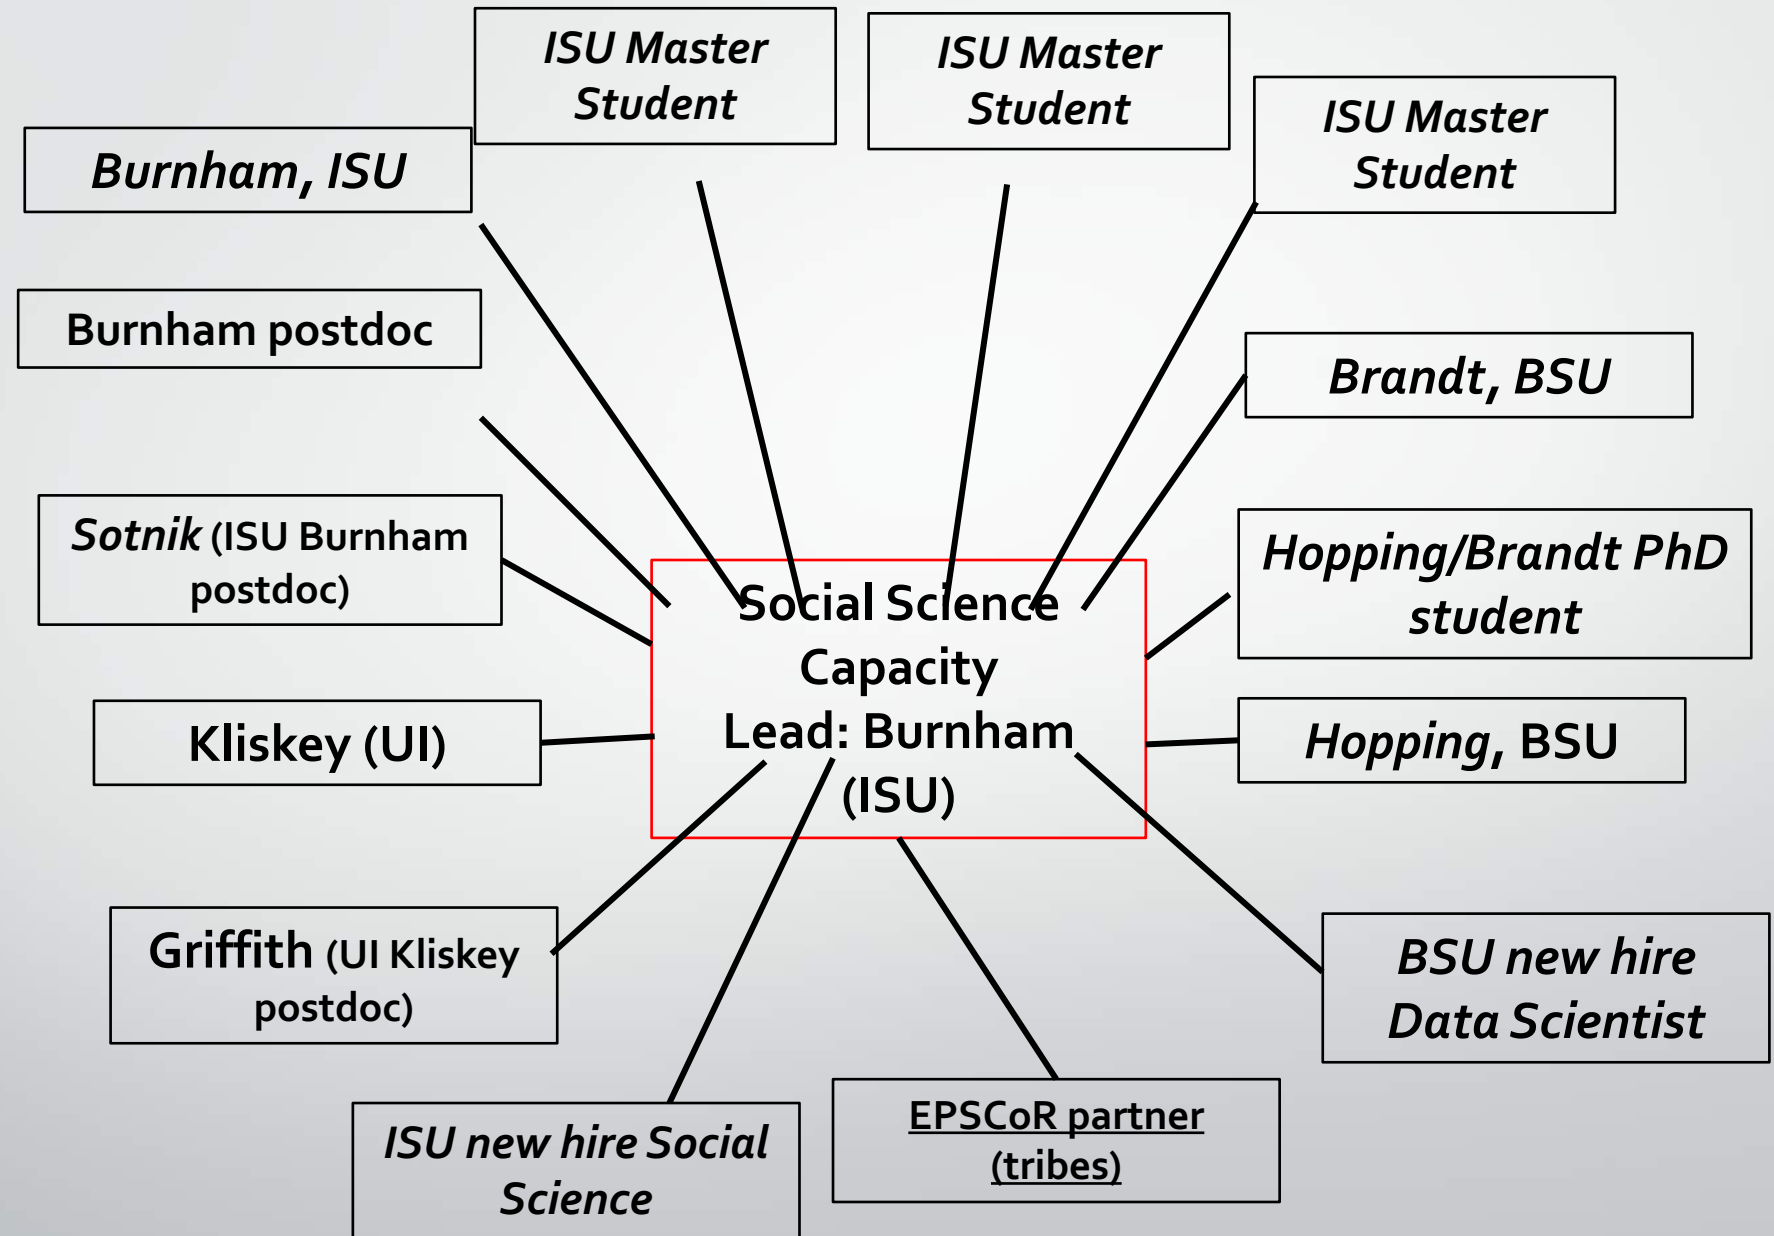 ISU Master
Student
ISU Master
Student
ISU Master
Student
Burnham, ISU
Burnham postdoc
Brandt, BSU
Sotnik (ISU Burnham
postdoc)
Hopping/Brandt PhD
student
Social Science
Capacity
Lead: Burnham
(ISU)
Kliskey (UI)
Hopping, BSU
Griffith (UI Kliskey
postdoc)
BSU new hire
Data Scientist
ISU new hire Social
Science
EPSCoR partner
(tribes)